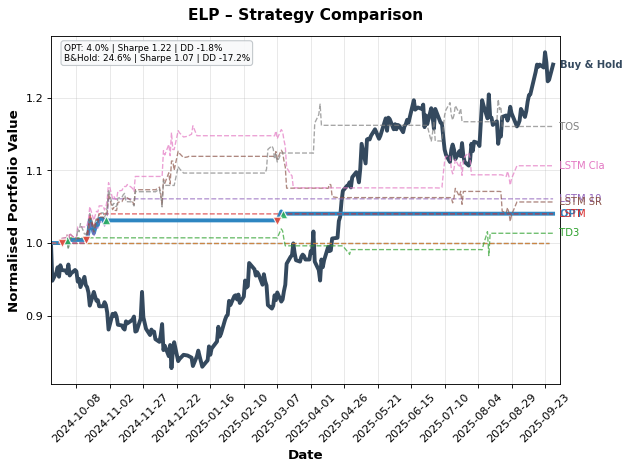 ELP – Strategy Comparison
OPT: 4.0% | Sharpe 1.22 | DD -1.8%
B&Hold: 24.6% | Sharpe 1.07 | DD -17.2%
Normalised Portfolio Value
1.2
1.1
1.0
0.9
Buy & Hold
TOS
LSTM Cla
LSTM 10
LSTM SR
OPT
TD3
2024-10-08
2024-11-02
2024-11-27
2024-12-22
2025-01-16
2025-02-10
2025-03-07
2025-04-01
2025-04-26
2025-05-21
2025-06-15
2025-07-10
2025-08-04
2025-08-29
2025-09-23
Date